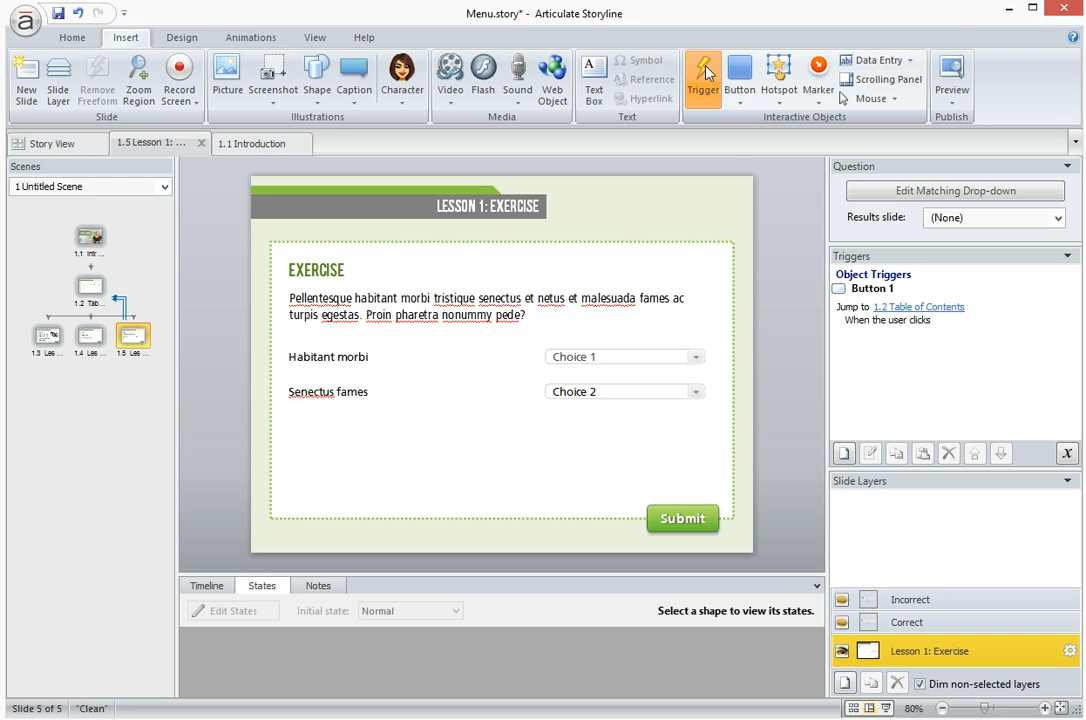 Menu.story* - Articulate Storyline
Home Insert Design Animations View Help
New Slide
Slide Layer
Remove Freeform
Zoom Region
Record Screen
Picture
Screenshot
Shape
Caption
Character
Video
Flash
Sound
Web Object
Text Box
Symbol
Reference
Hyperlink
Trigger
Button
Hotspot
Marker
Data Entry
Scrolling Panel
Mouse
Preview
Slide
Illustrations
Media
Text
Interactive Objects
Publish
Story View
1.5 Lesson 1: ...
1.1 Introduction
Scenes
1 Untitled Scene
1.1 Intr ...
1.2 Tab...
1.3 Les ...
1.4 Les ...
1.5 Les ...
LESSON 1: EXERCISE
EXERCISE
Pellentesque habitant morbi tristique senectus et netus et malesuada fames ac
turpis egestas. Proin pharetra nonummy pede?
Habitant morbi
Choice 1
Senectus fames
Choice 2
Submit
Timeline
States
Notes
Edit States
Initial state:
Normal
Select a shape to view its states.
Question
Edit Matching Drop-down
Results slide:
(None)
Triggers
Object Triggers
Button 1
Jump to 1.2 Table of Contents
When the user clicks
Slide Layers
Incorrect
Correct
Lesson 1: Exercise
Dim non-selected layers
Slide 5 of 5
"Clean"
80%